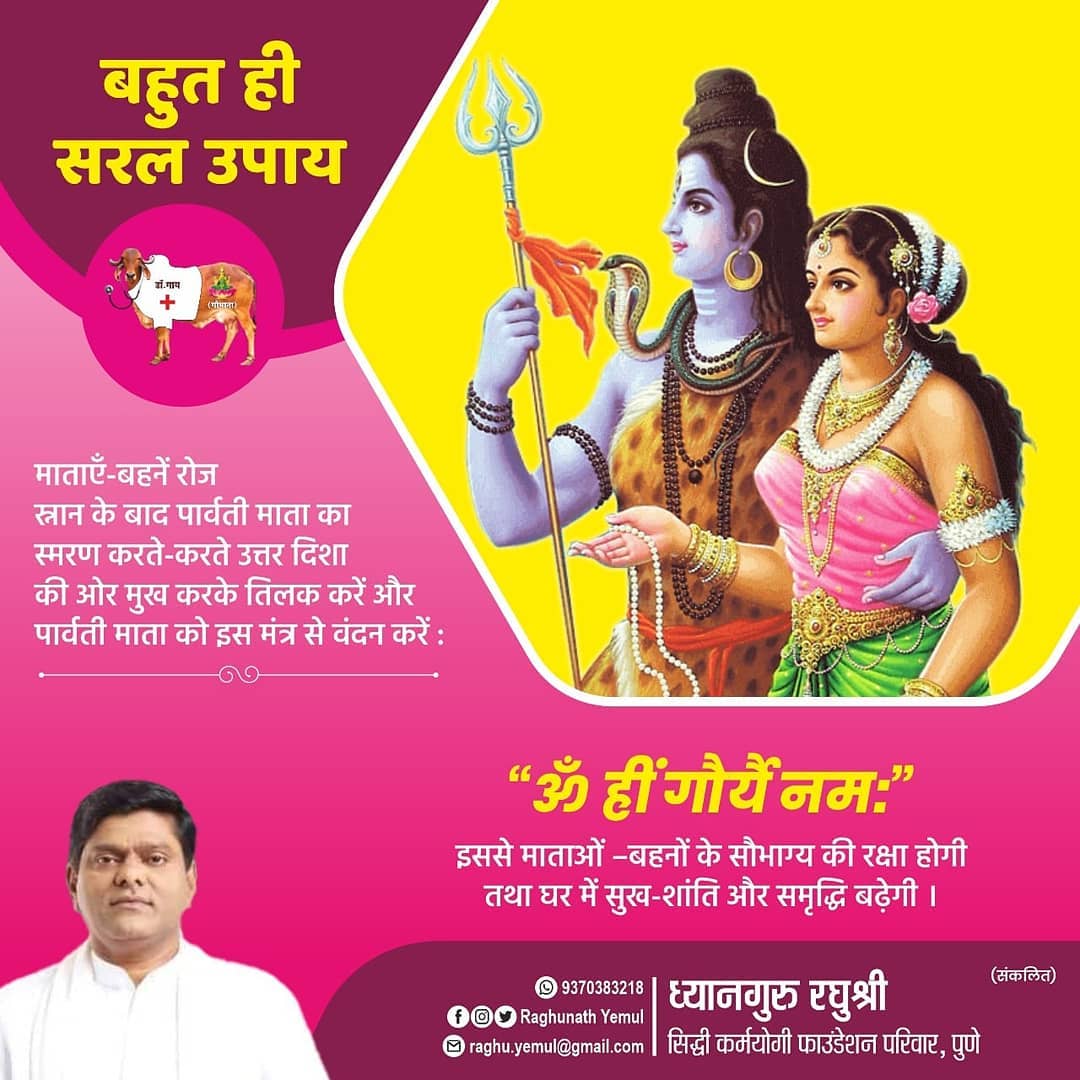 बहुत ही
सरल उपाय
डॉ.गाय
(गोमाता)
माताएँ-बहनें रोज
स्नान के बाद पार्वती माता का
स्मरण करते-करते उत्तर दिशा
की ओर मुख करके तिलक करें और
पार्वती माता को इस मंत्र से वंदन करें :
“ॐ ह्रीं गौर्यै नम:”
इससे माताओं –बहनों के सौभाग्य की रक्षा होगी
तथा घर में सुख-शांति और समृद्धि बढ़ेगी ।
9370383218
Raghunath Yemul
raghu.yemul@gmail.com
ध्यानगुरु रघुश्री
सिद्धी कर्मयोगी फाउंडेशन परिवार, पुणे
(संकलित)